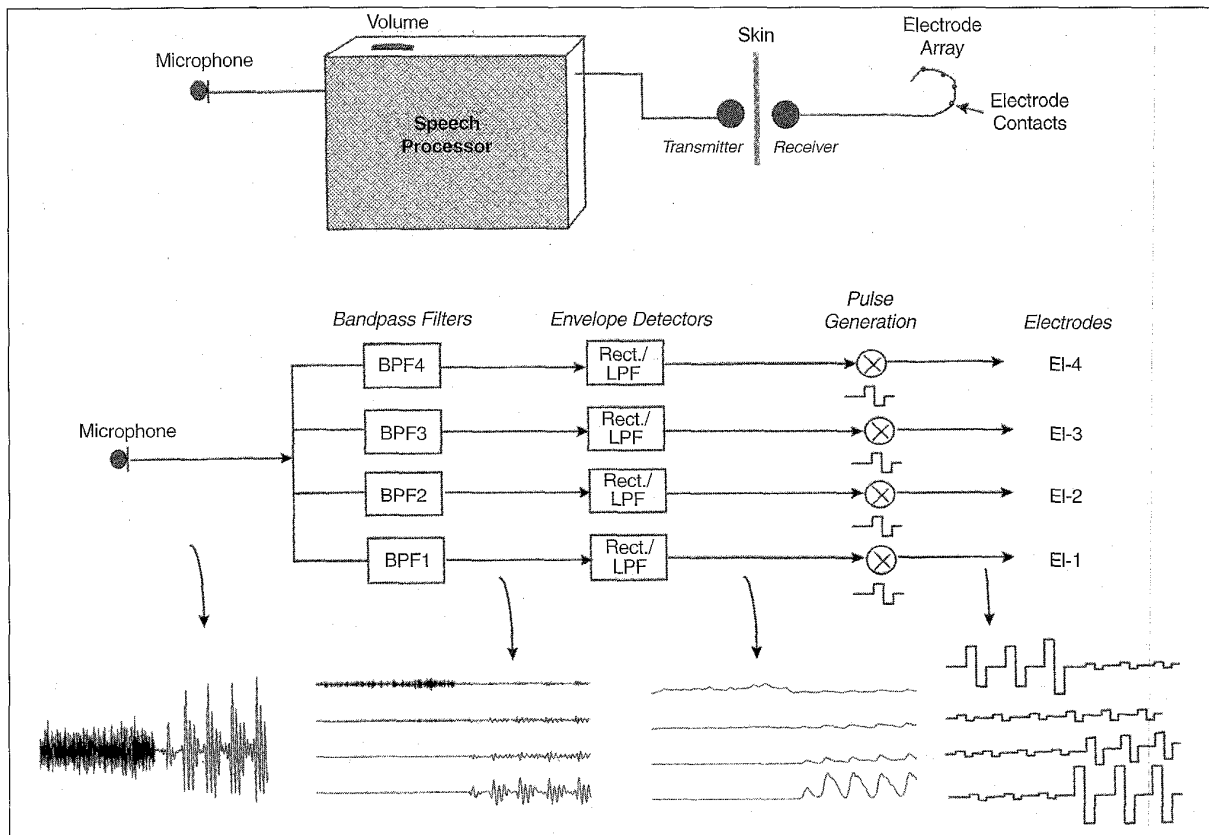 Volume
Microphone
Speech
Processor
Skin
Transmitter
Receiver
Electrode
Array
Electrode
Contacts
Bandpass Filters
Envelope Detectors
Pulse
Generation
Electrodes
BPF4
Rect./
LPF
El-4
BPF3
Rect./
LPF
El-3
Microphone
BPF2
Rect./
LPF
El-2
BPF1
Rect./
LPF
El-1